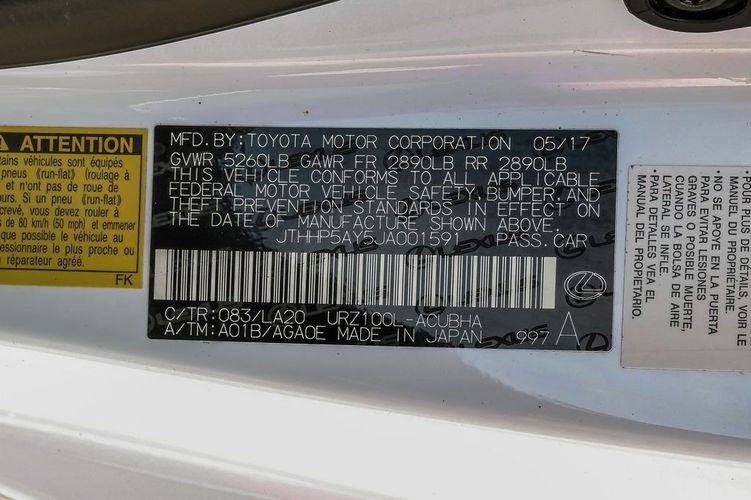 ATTENTION
Rains véhicules sont équipés
pneus «run-flat» (roulage à
et n'ont pas de roue de
urs. Si un pneu «run-flat»
crevé, vous devez rouler à
s de 80 km/h (50 mph) et emmener
que possible le véhicule au
essionnaire le plus proche ou
réparateur agréé.
FK
MFD.BY:TOYOTA MOTOR CORPORATION 05/17
GVWR 5260LB GAWR FR 2890LB RR 2890LB
THIS VEHICLE CONFORMS TO ALL APPLICABLE
FEDERAL MOTOR VEHICLE SAFETY,BUMPER,AND
THEFT PREVENTION STANDARDS IN EFFECT ON
THE DATE OF MANUFACTURE SHOWN ABOVE.
PASS.CAR
C/TR:083/LA20 URZ100L-ACUBHA
A/TM:A01B/AGA0E MADE IN JAPAN 997 A
LEXUS
•POUR PLUS DE DÉTAILS, VOIR LE
MANUEL DU PROPRIÉTAIRE.
•NO SE APOYE EN LA PUERTA
PARA EVITAR LESIONES
GRAVES O POSIBLE MUERTE,
CUANDO LA BOLSA DE AIRE
LATERAL SE INFLE.
•PARA DETALLES VEA EL
MANUAL DEL PROPIETARIO.